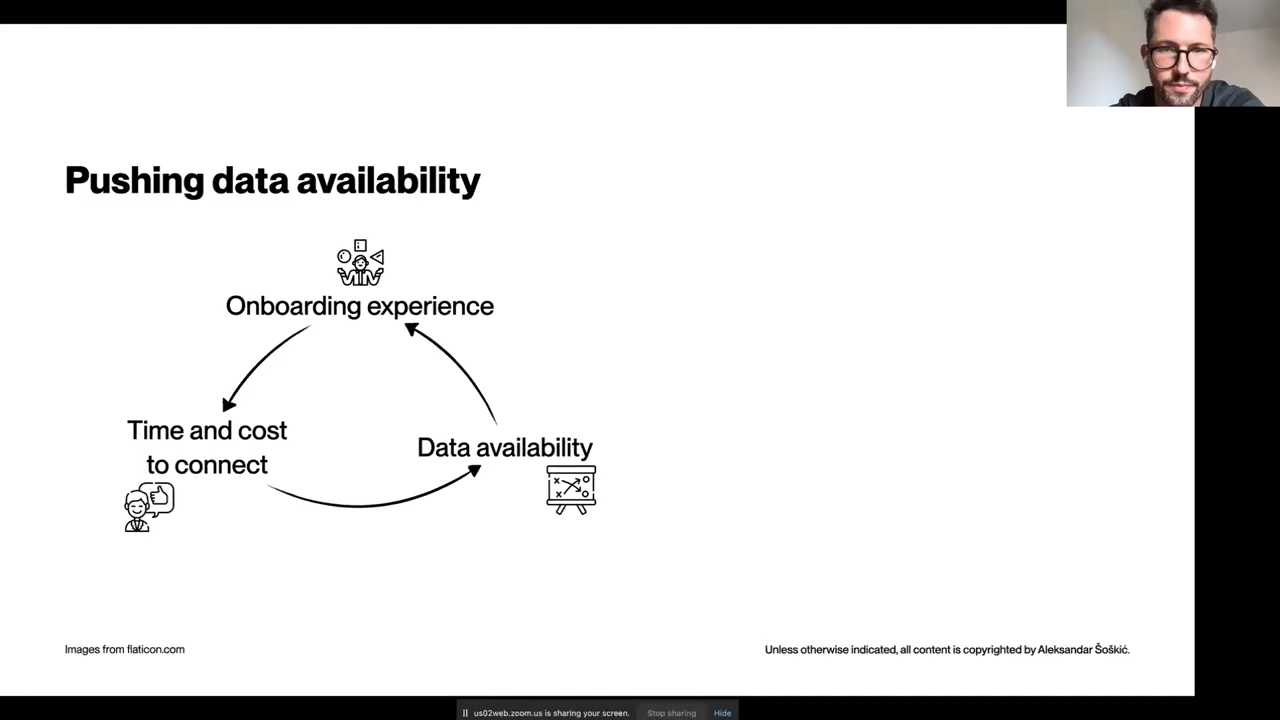 Pushing data availability
Onboarding experience
Time and cost
to connect
Data availability
Images from flaticon.com
Unless otherwise indicated, all content is copyrighted by Aleksandar Šoškić.
us02web.zoom.us is sharing your screen.
Stop sharing
Hide